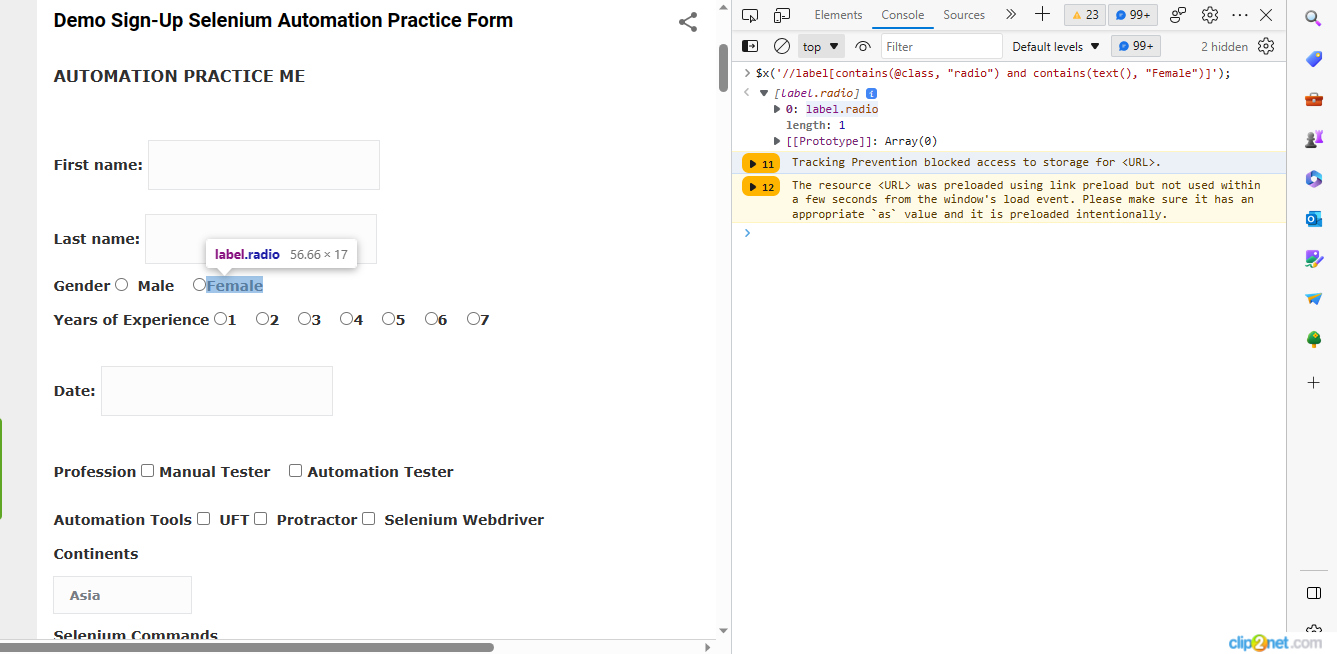 Demo Sign-Up Selenium Automation Practice Form
AUTOMATION PRACTICE ME
First name:
Last name:
label.radio 56.66 × 17
Gender Male Female
Years of Experience 1 2 3 4 5 6 7
Date:
Profession Manual Tester Automation Tester
Automation Tools UFT Protractor Selenium Webdriver
Continents
Asia
Selenium Commands
Elements Console Sources 23 99+
top Filter Default levels 99+ 2 hidden
$x('//label[contains(@class, "radio") and contains(text(), "Female")]');
[label.radio]
0: label.radio
length: 1
[[Prototype]]: Array(0)
11 Tracking Prevention blocked access to storage for <URL>.
12 The resource <URL> was preloaded using link preload but not used within
a few seconds from the window's load event. Please make sure it has an
appropriate `as` value and it is preloaded intentionally.
clip2net.com